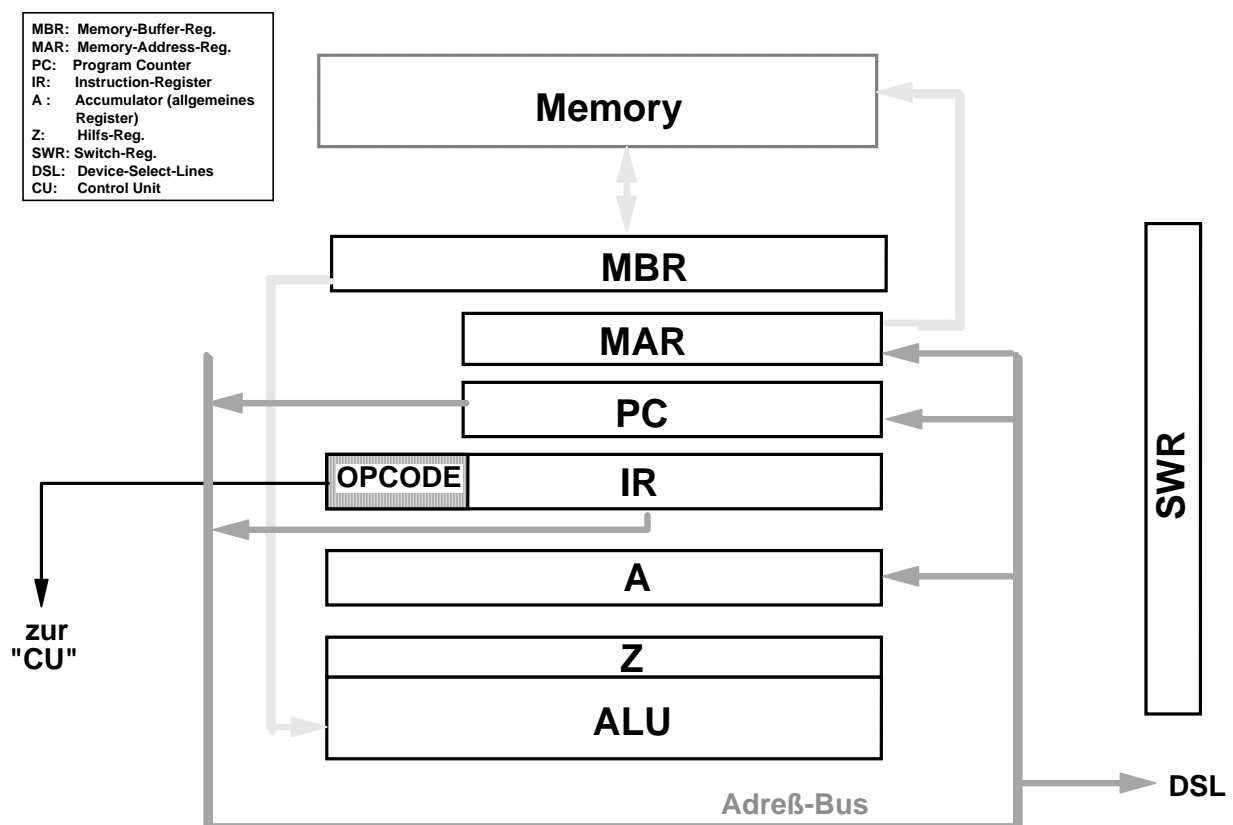 MBR: Memory-Buffer-Reg.
MAR: Memory-Address-Reg.
PC: Program Counter
IR: Instruction-Register
A : Accumulator (allgemeines
Register)
Z: Hilfs-Reg.
SWR: Switch-Reg.
DSL: Device-Select-Lines
CU: Control Unit
Memory
MBR
MAR
PC
OPCODE IR
A
Z
ALU
zur
"CU"
SWR
DSL
Adreß-Bus